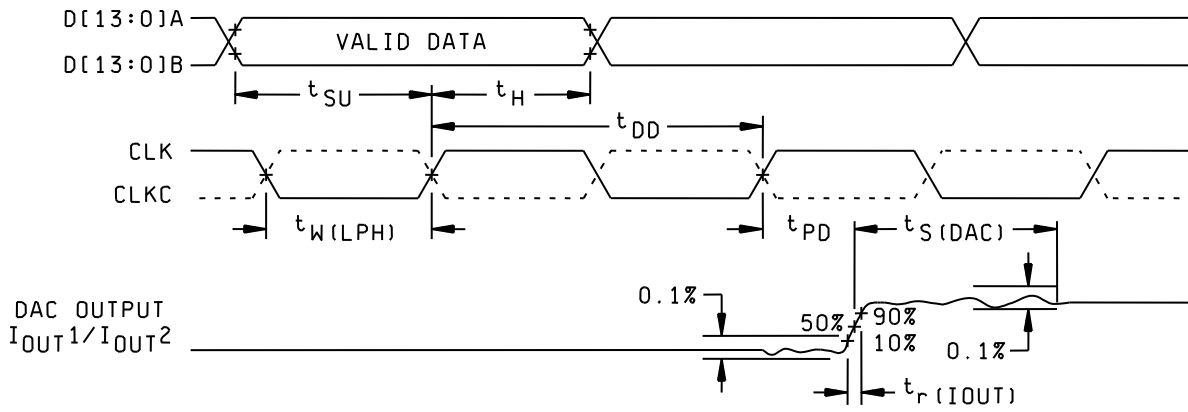 D[13:0]A
VALID DATA
D[13:0]B
tSU
tH
tDD
CLK
CLKC
tW(LPH)
tPD
tS(DAC)
DAC OUTPUT
IOUT1/IOUT2
0.1%
50%
90%
10%
0.1%
tr(IOUT)